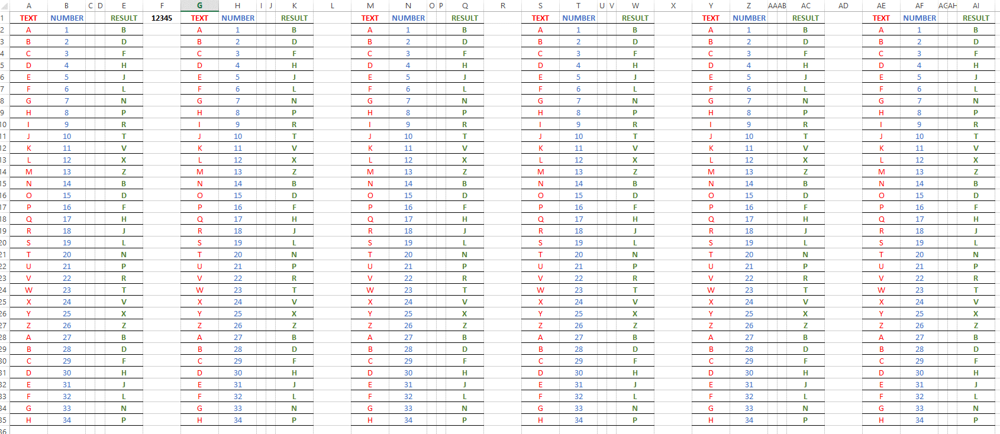 A B C D E F G H I J K L M N O P Q R S T U V W X Y Z AA AB AC AD AE AF AG AH AI
1 TEXT NUMBER RESULT 12345 TEXT NUMBER RESULT TEXT NUMBER RESULT TEXT NUMBER RESULT TEXT NUMBER RESULT TEXT NUMBER RESULT
2 A 1 B A 1 B A 1 B A 1 B A 1 B A 1 B
3 B 2 D B 2 D B 2 D B 2 D B 2 D B 2 D
4 C 3 F C 3 F C 3 F C 3 F C 3 F C 3 F
5 D 4 H D 4 H D 4 H D 4 H D 4 H D 4 H
6 E 5 J E 5 J E 5 J E 5 J E 5 J E 5 J
7 F 6 L F 6 L F 6 L F 6 L F 6 L F 6 L
8 G 7 N G 7 N G 7 N G 7 N G 7 N G 7 N
9 H 8 P H 8 P H 8 P H 8 P H 8 P H 8 P
10 I 9 R I 9 R I 9 R I 9 R I 9 R I 9 R
11 J 10 T J 10 T J 10 T J 10 T J 10 T J 10 T
12 K 11 V K 11 V K 11 V K 11 V K 11 V K 11 V
13 L 12 X L 12 X L 12 X L 12 X L 12 X L 12 X
14 M 13 Z M 13 Z M 13 Z M 13 Z M 13 Z M 13 Z
15 N 14 B N 14 B N 14 B N 14 B N 14 B N 14 B
16 O 15 D O 15 D O 15 D O 15 D O 15 D O 15 D
17 P 16 F P 16 F P 16 F P 16 F P 16 F P 16 F
18 Q 17 H Q 17 H Q 17 H Q 17 H Q 17 H Q 17 H
19 R 18 J R 18 J R 18 J R 18 J R 18 J R 18 J
20 S 19 L S 19 L S 19 L S 19 L S 19 L S 19 L
21 T 20 N T 20 N T 20 N T 20 N T 20 N T 20 N
22 U 21 P U 21 P U 21 P U 21 P U 21 P U 21 P
23 V 22 R V 22 R V 22 R V 22 R V 22 R V 22 R
24 W 23 T W 23 T W 23 T W 23 T W 23 T W 23 T
25 X 24 V X 24 V X 24 V X 24 V X 24 V X 24 V
26 Y 25 X Y 25 X Y 25 X Y 25 X Y 25 X Y 25 X
27 Z 26 Z Z 26 Z Z 26 Z Z 26 Z Z 26 Z Z 26 Z
28 A 27 B A 27 B A 27 B A 27 B A 27 B A 27 B
29 B 28 D B 28 D B 28 D B 28 D B 28 D B 28 D
30 C 29 F C 29 F C 29 F C 29 F C 29 F C 29 F
31 D 30 H D 30 H D 30 H D 30 H D 30 H D 30 H
32 E 31 J E 31 J E 31 J E 31 J E 31 J E 31 J
33 F 32 L F 32 L F 32 L F 32 L F 32 L F 32 L
34 G 33 N G 33 N G 33 N G 33 N G 33 N G 33 N
35 H 34 P H 34 P H 34 P H 34 P H 34 P H 34 P
36